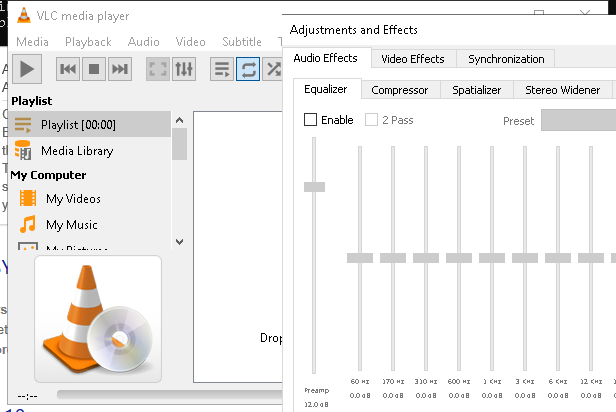 VLC media player
Media Playback Audio Video Subtitle
Playlist
Playlist [00:00]
Media Library
My Computer
My Videos
My Music
My Pictures
Drop
--:--
Adjustments and Effects
Audio Effects Video Effects Synchronization
Equalizer Compressor Spatializer Stereo Widener
Enable 2 Pass Preset
60 Hz 170 Hz 310 Hz 600 Hz 1 KHz 3 KHz 6 KHz 12 KHz
Preamp 0.0 dB 0.0 dB 0.0 dB 0.0 dB 0.0 dB 0.0 dB 0.0 dB 0.0 dB
12.0 dB